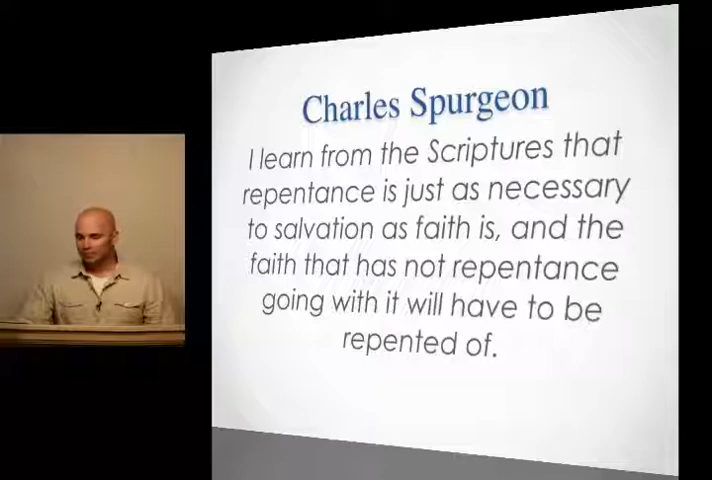 Charles Spurgeon
I learn from the Scriptures that
repentance is just as necessary
to salvation as faith is, and the
faith that has not repentance
going with it will have to be
repented of.